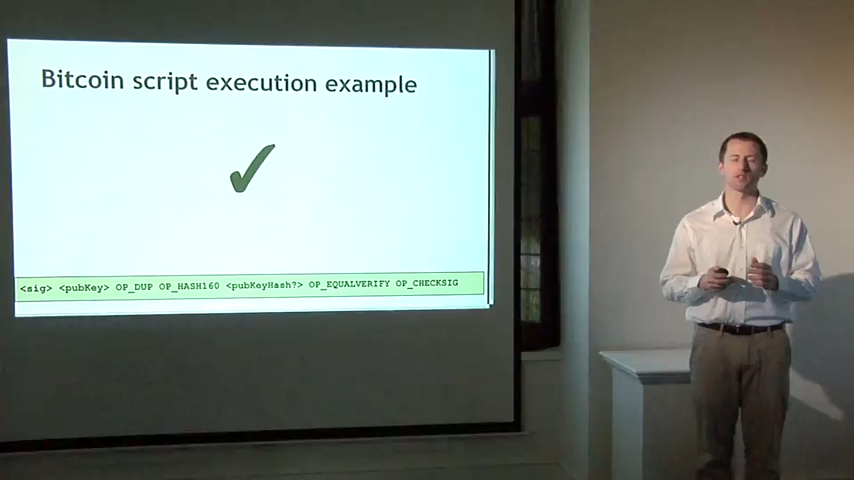 Bitcoin script execution example
<sig> <pubKey> OP_DUP OP_HASH160 <pubKeyHash?> OP_EQUALVERIFY OP_CHECKSIG